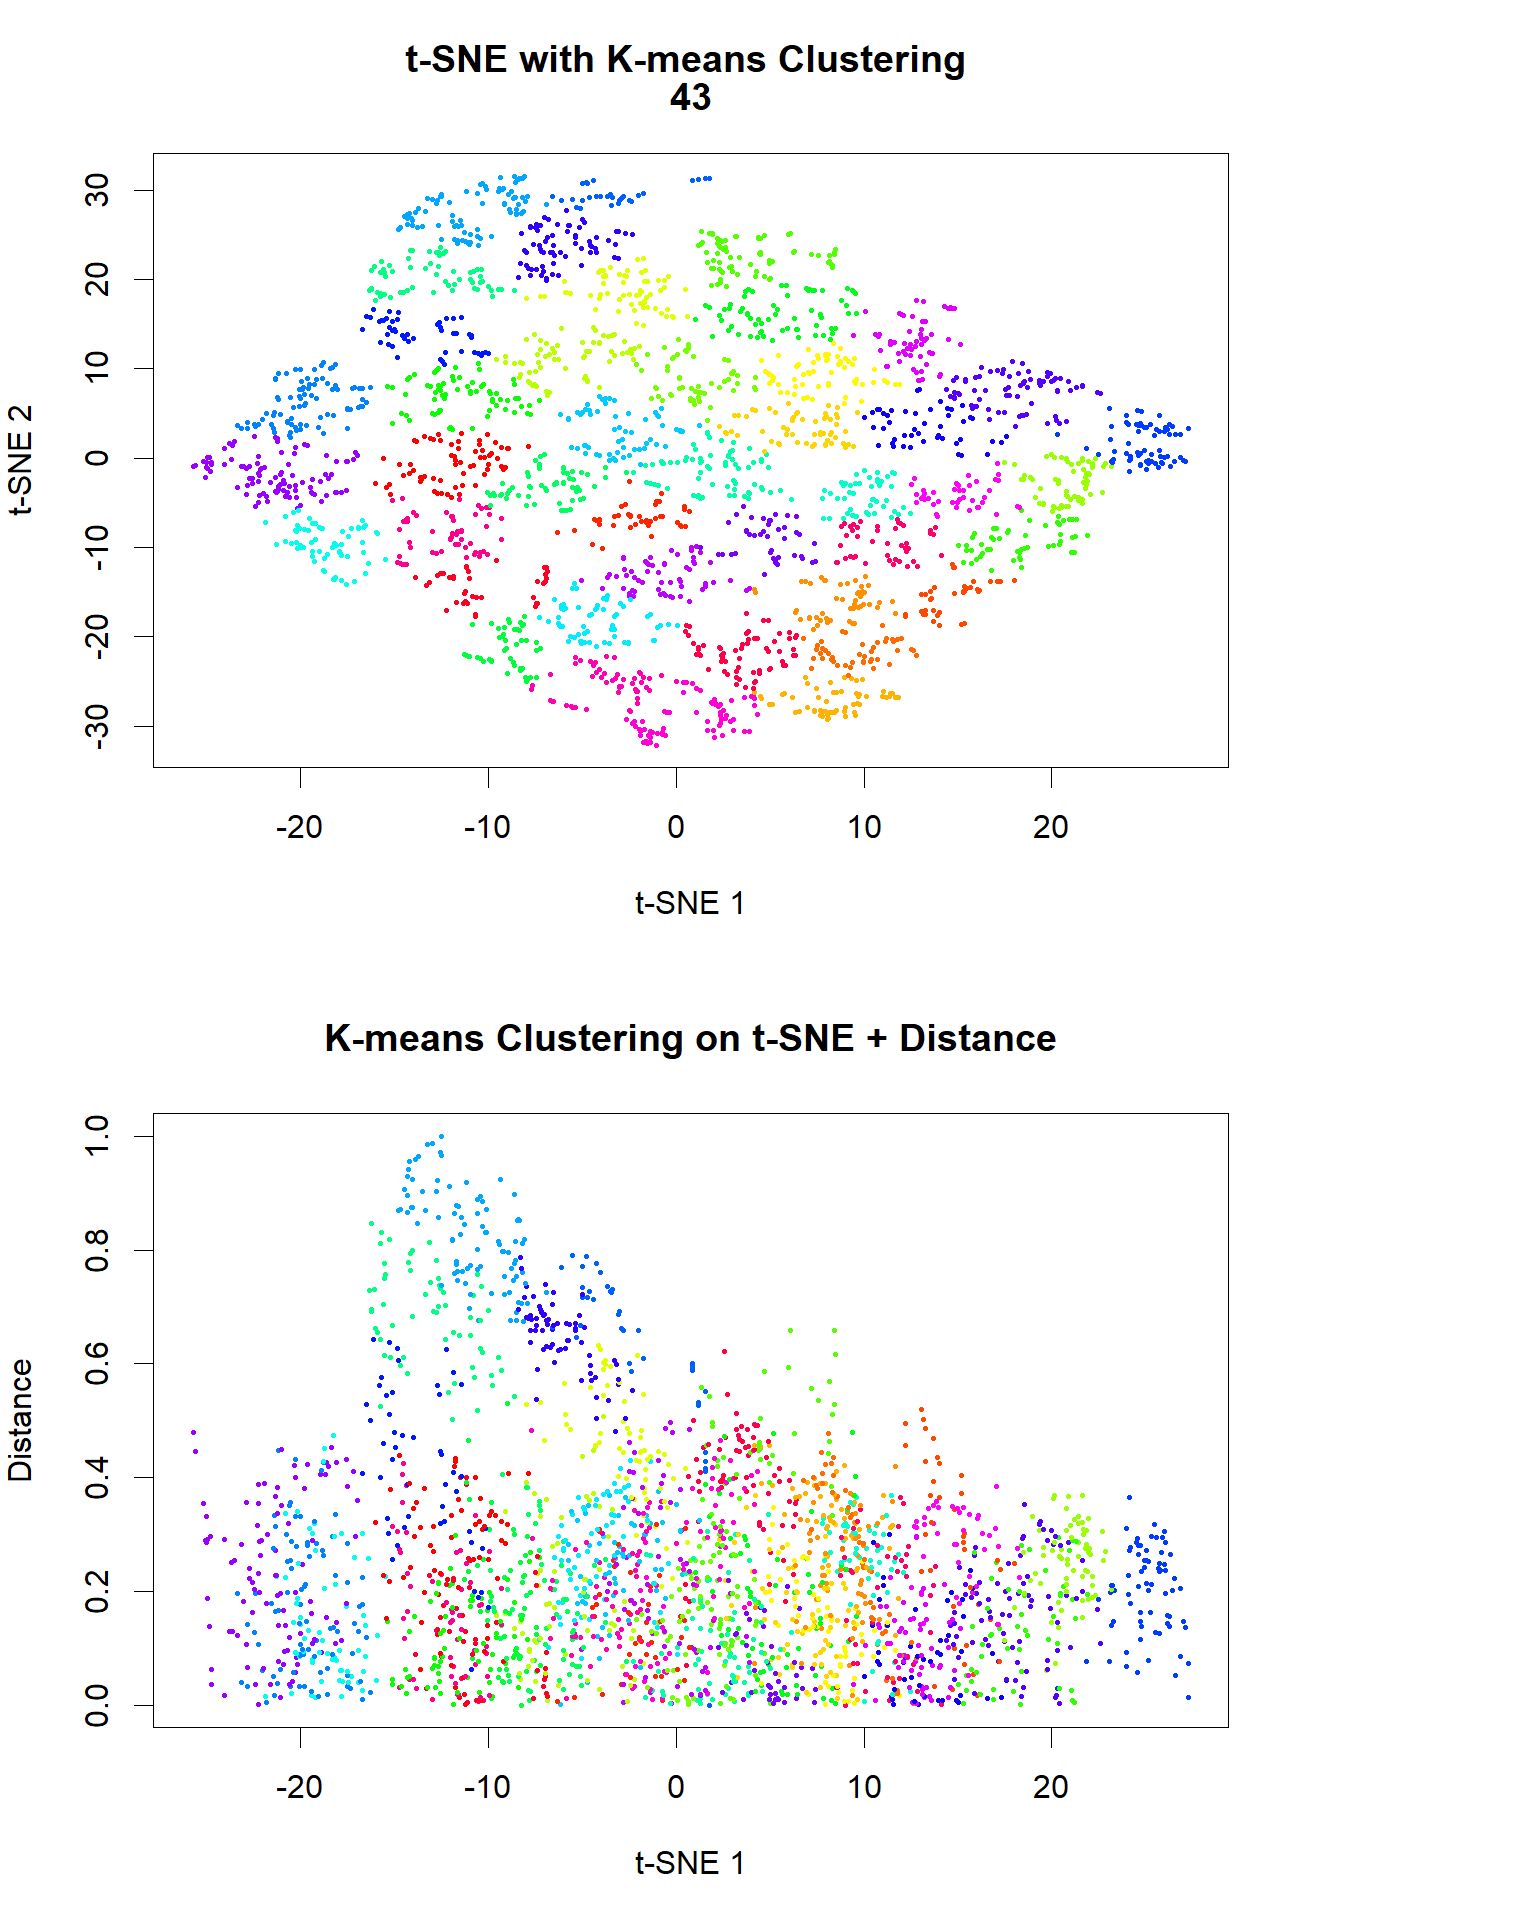 t-SNE with K-means Clustering
43
30
20
10
0
-10
-20
-30
t-SNE 2
-20 -10 0 10 20
t-SNE 1
K-means Clustering on t-SNE + Distance
1.0
0.8
0.6
0.4
0.2
0.0
Distance
-20 -10 0 10 20
t-SNE 1